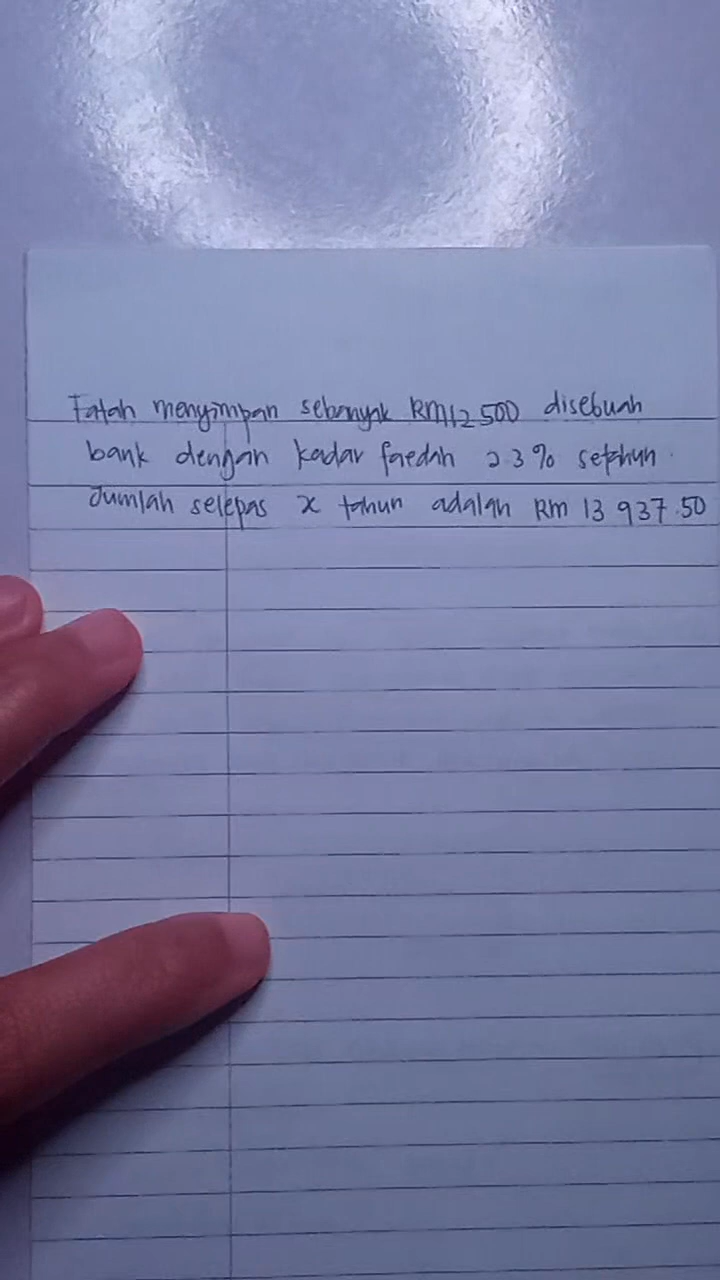 Fatah menyimpan sebanyak RM12 500 disebuah
bank dengan kadar faedah 2.3% setahun.
Jumlah selepas x tahun adalah RM 13 937.50